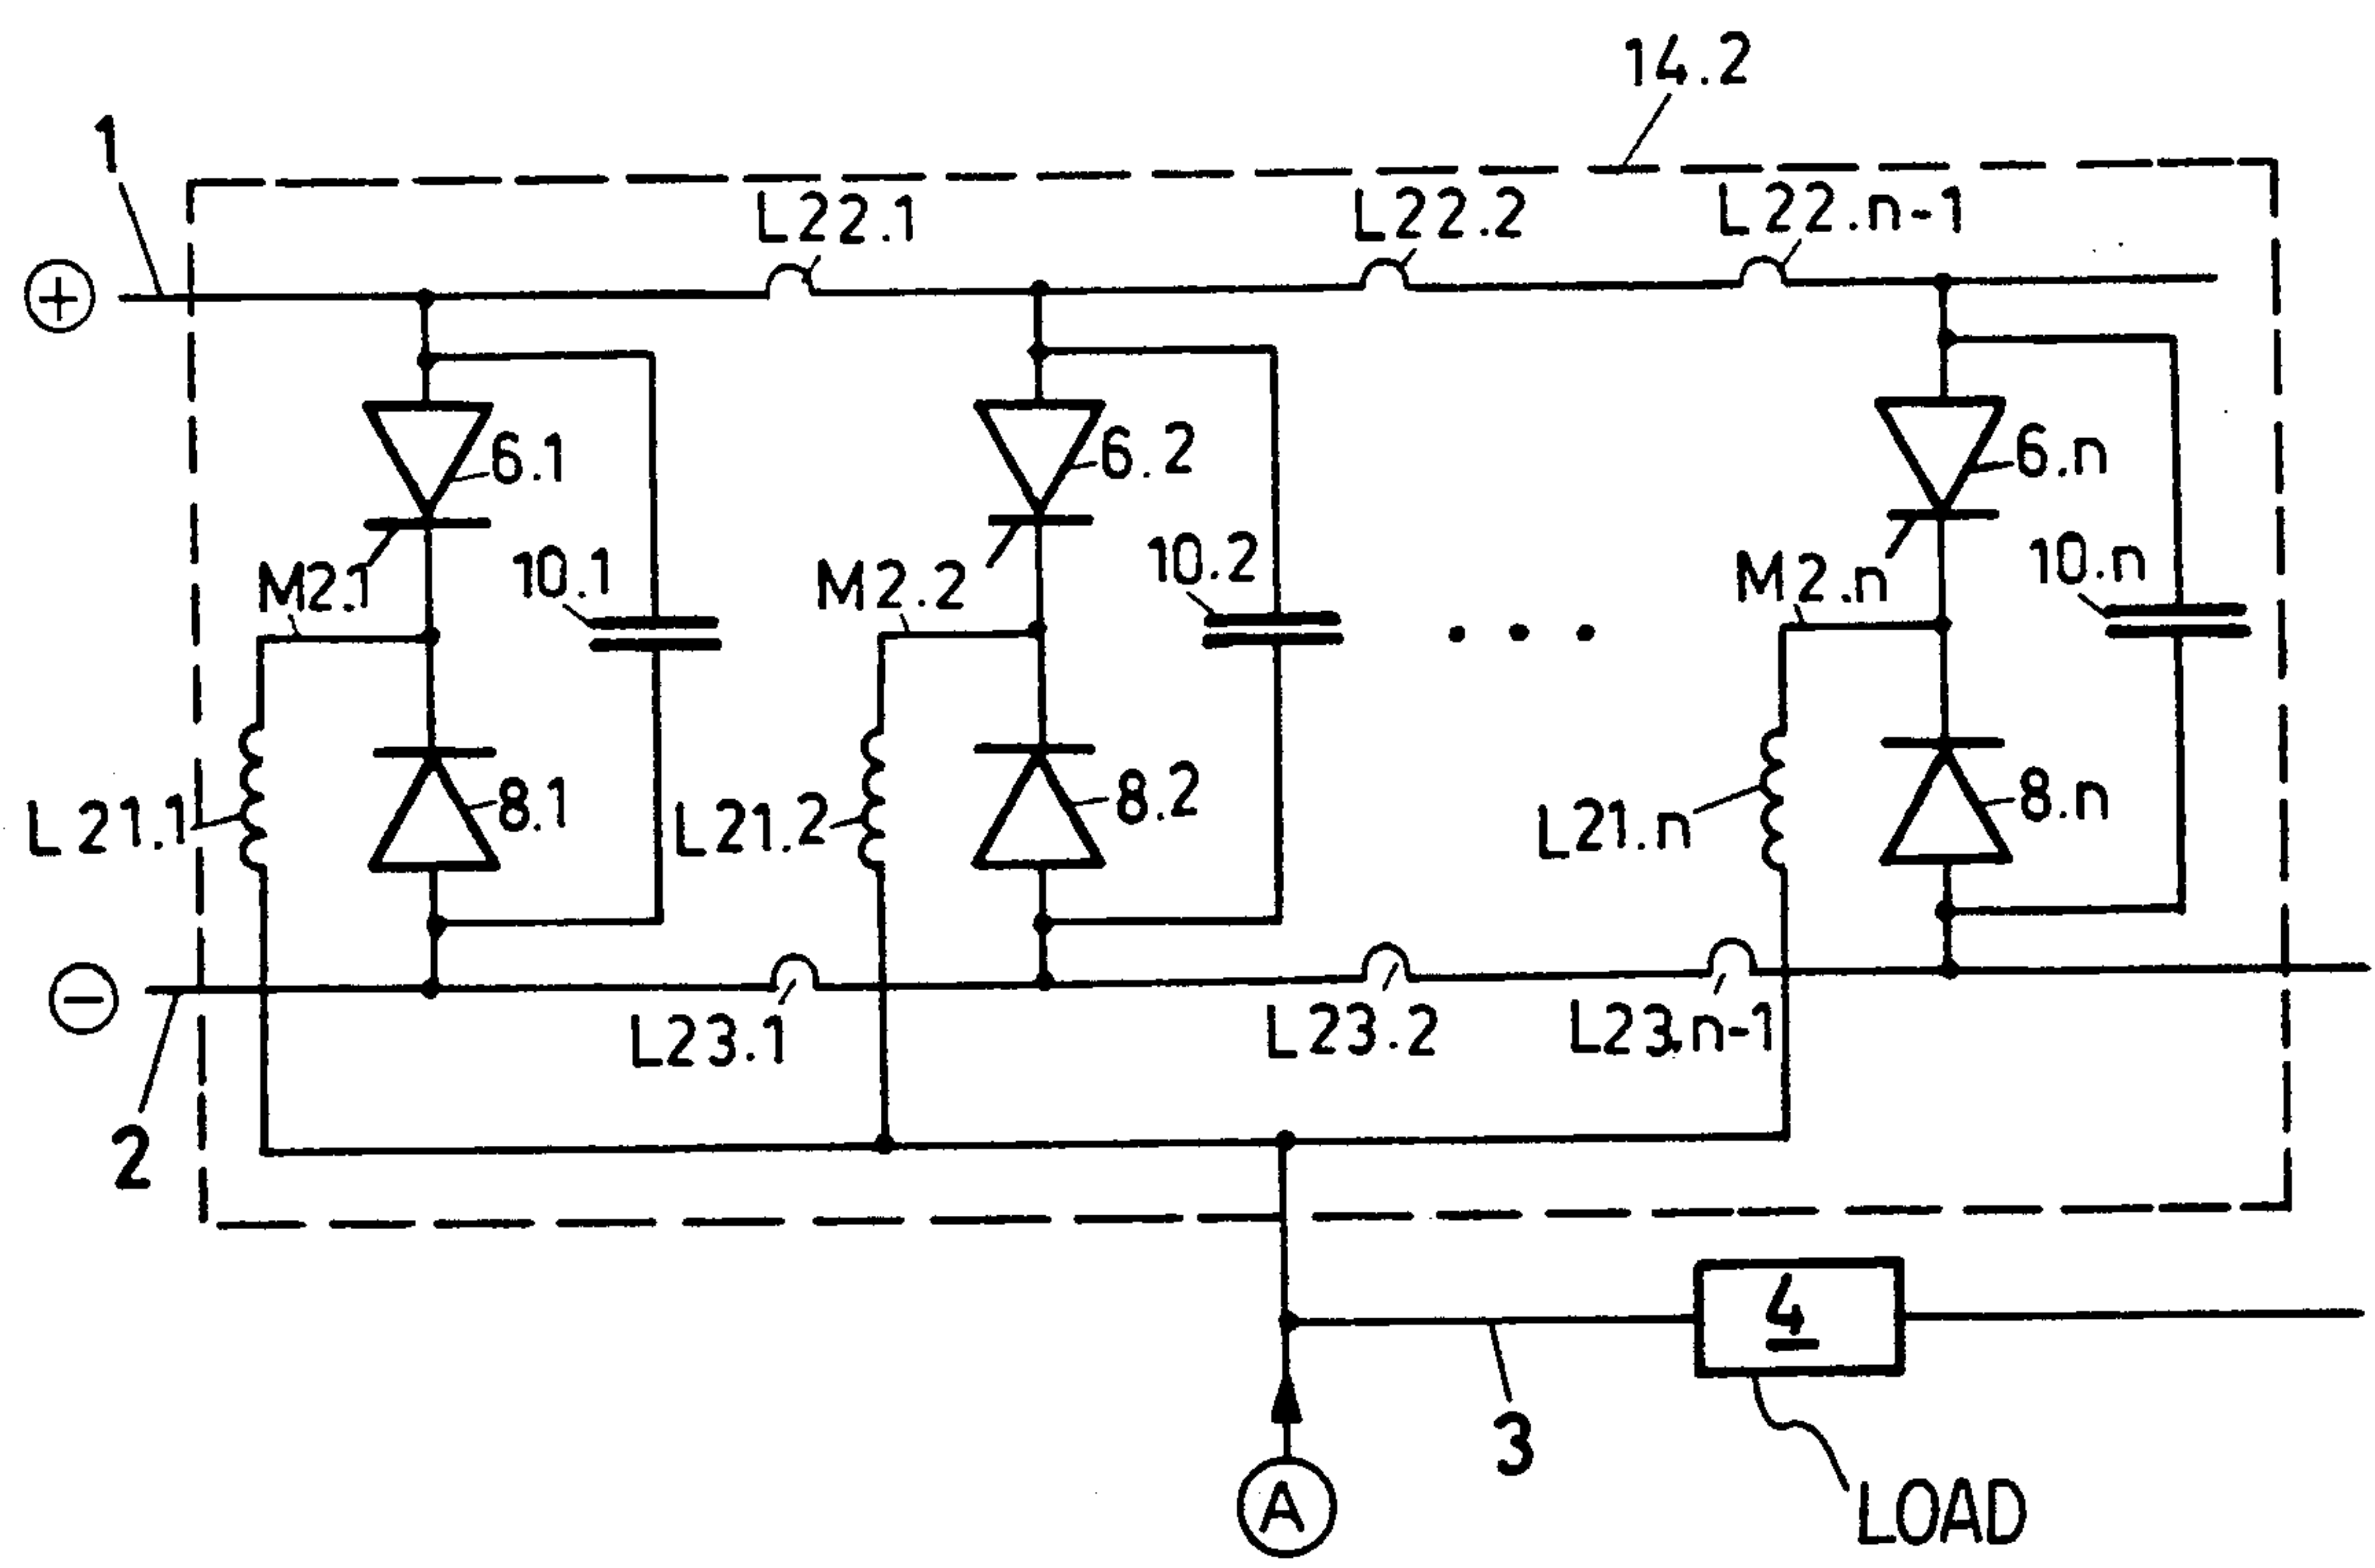 14.2
1
L22.1
L22.2
L22.n-1
+
6.1
6.2
6.n
M2.1
10.1
M2.2
10.2
M2.n
10.n
L21.1
8.1
L21.2
8.2
L21.n
8.n
−
L23.1
L23.2
L23.n-1
2
4
3
A
LOAD